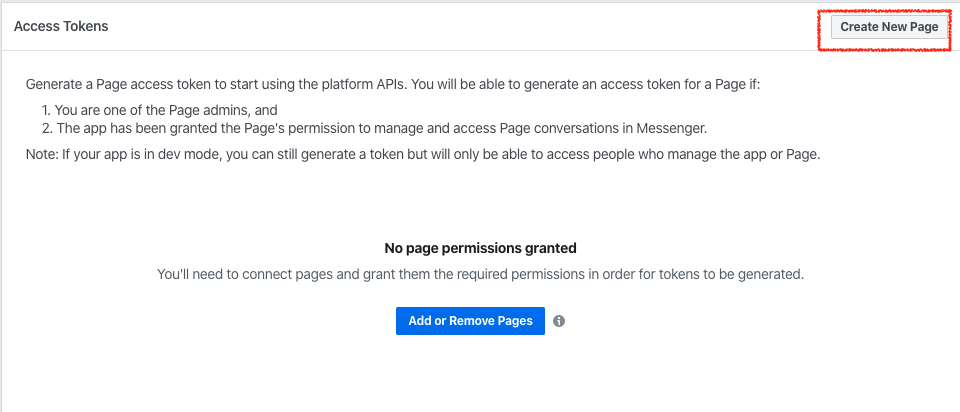 Access Tokens
Create New Page
Generate a Page access token to start using the platform APIs. You will be able to generate an access token for a Page if:
1. You are one of the Page admins, and
2. The app has been granted the Page's permission to manage and access Page conversations in Messenger.
Note: If your app is in dev mode, you can still generate a token but will only be able to access people who manage the app or Page.
No page permissions granted
You'll need to connect pages and grant them the required permissions in order for tokens to be generated.
Add or Remove Pages